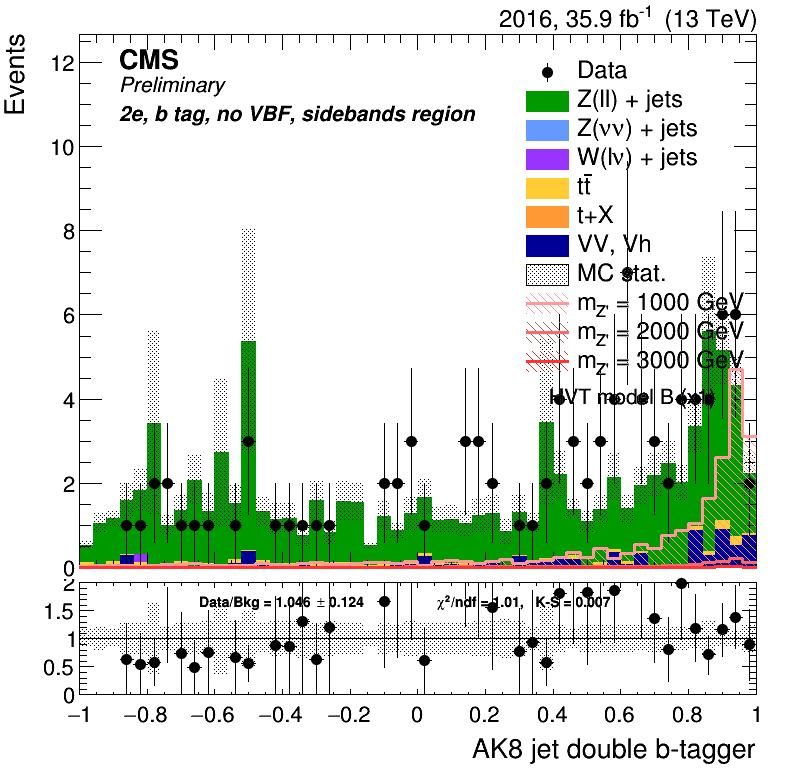 2016, 35.9 fb⁻¹ (13 TeV)
Events
CMS
Preliminary
2e, b tag, no VBF, sidebands region
Data
Z(ll) + jets
Z(νν) + jets
W(lν) + jets
tt̄
t+X
VV, Vh
MC stat.
m_Z' = 1000 GeV
m_Z' = 2000 GeV
m_Z' = 3000 GeV
HVT model B (x1)
12
10
8
6
4
2
0
Data/Bkg = 1.046 ± 0.124
χ²/ndf = 1.01, K-S = 0.007
2
1.5
1
0.5
0
−1 −0.8 −0.6 −0.4 −0.2 0 0.2 0.4 0.6 0.8 1
AK8 jet double b-tagger